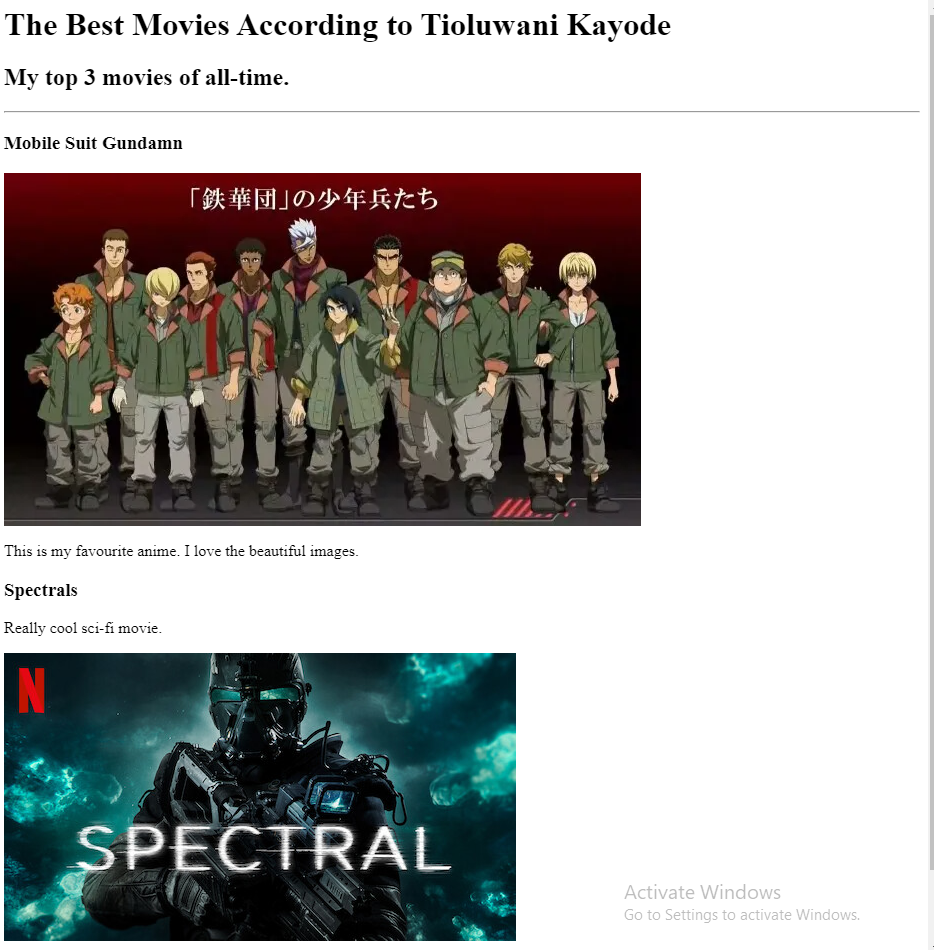 The Best Movies According to Tioluwani Kayode
My top 3 movies of all-time.
Mobile Suit Gundamn
「鉄華団」の少年兵たち
This is my favourite anime. I love the beautiful images.
Spectrals
Really cool sci-fi movie.
N
SPECTRAL
Activate Windows
Go to Settings to activate Windows.